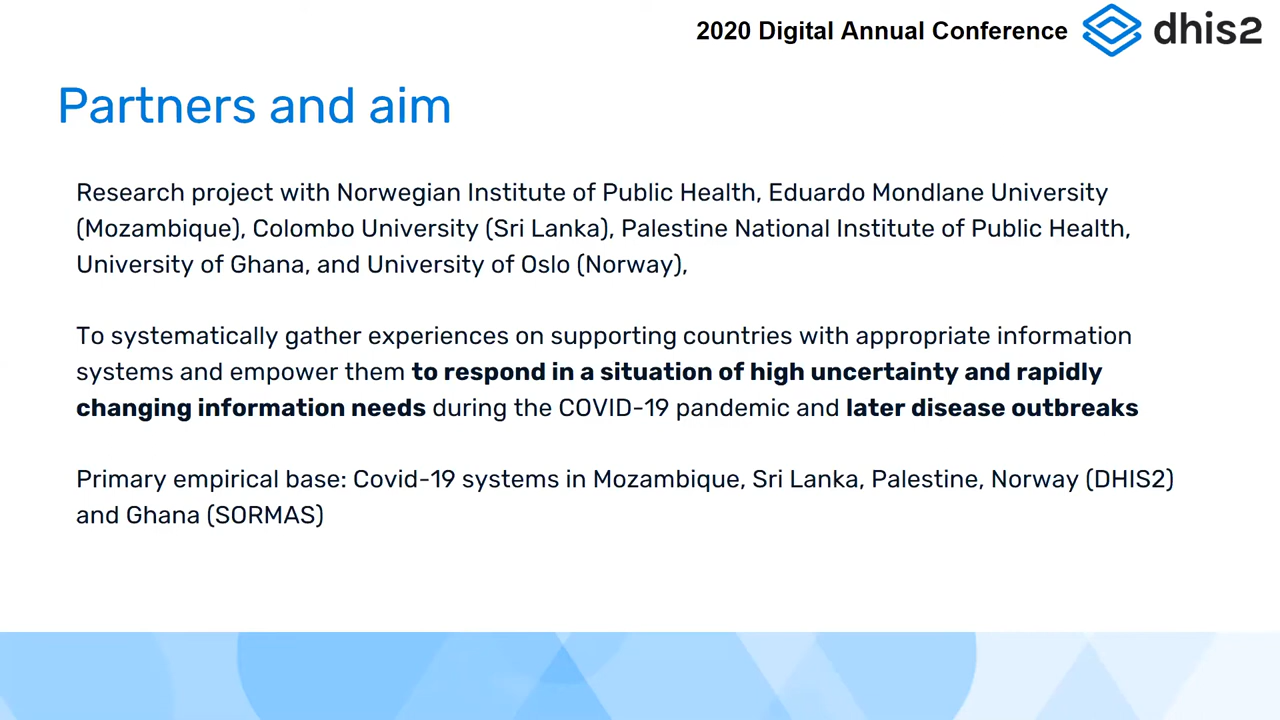 2020 Digital Annual Conference
dhis2
Partners and aim
Research project with Norwegian Institute of Public Health, Eduardo Mondlane University
(Mozambique), Colombo University (Sri Lanka), Palestine National Institute of Public Health,
University of Ghana, and University of Oslo (Norway),
To systematically gather experiences on supporting countries with appropriate information
systems and empower them to respond in a situation of high uncertainty and rapidly
changing information needs during the COVID-19 pandemic and later disease outbreaks
Primary empirical base: Covid-19 systems in Mozambique, Sri Lanka, Palestine, Norway (DHIS2)
and Ghana (SORMAS)